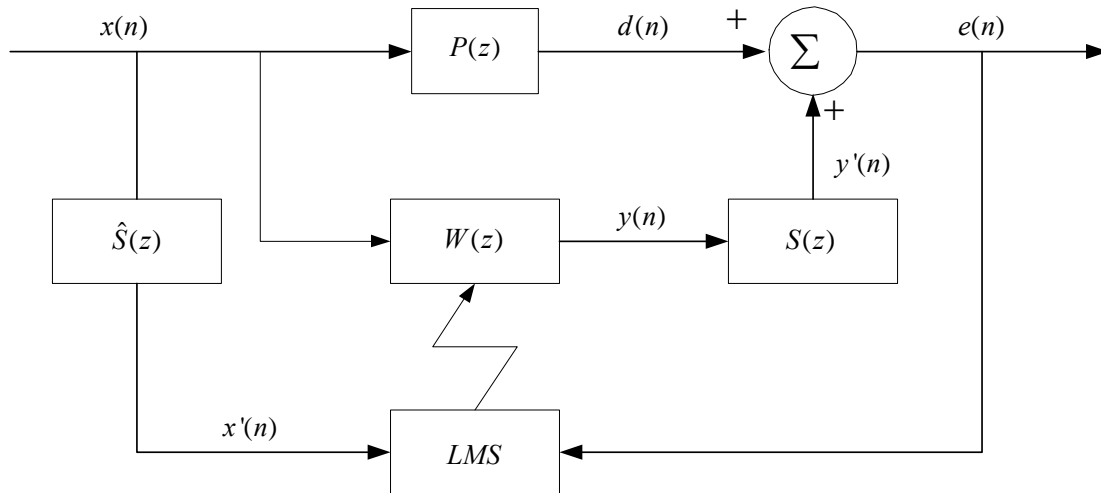 x(n)
P(z)
d(n)
+
Σ
e(n)
+
y'(n)
Ŝ(z)
W(z)
y(n)
S(z)
x'(n)
LMS